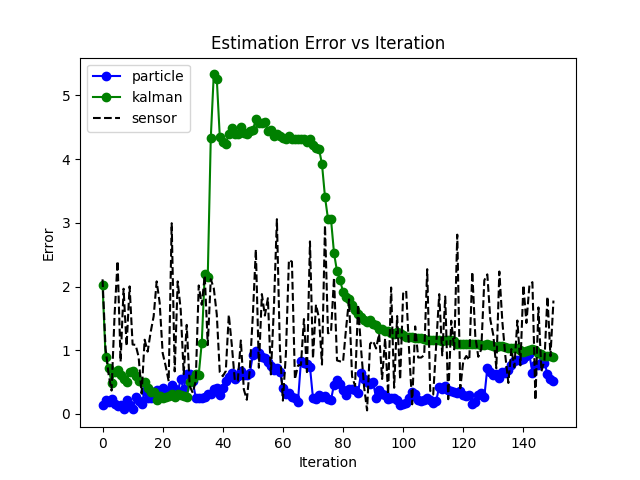 Estimation Error vs Iteration
particle
kalman
sensor
Error
5
4
3
2
1
0
0 20 40 60 80 100 120 140
Iteration